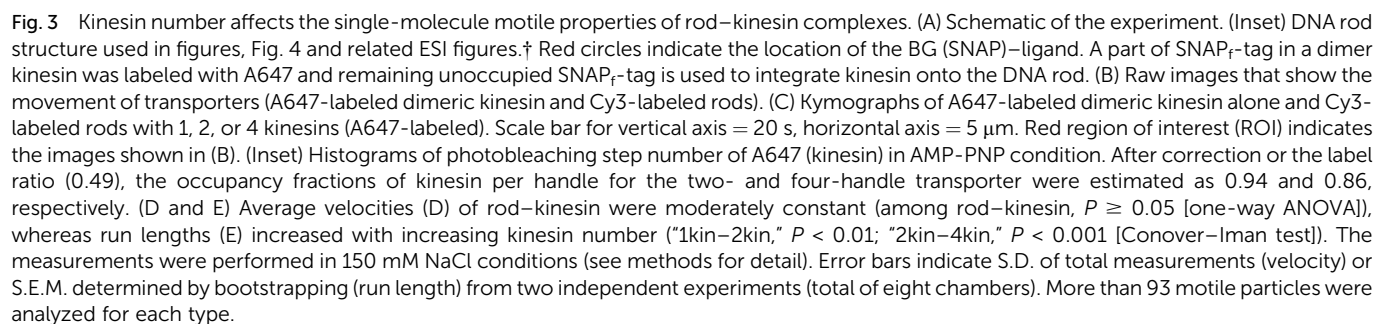 Fig. 3 Kinesin number affects the single-molecule motile properties of rod–kinesin complexes. (A) Schematic of the experiment. (Inset) DNA rod
structure used in figures, Fig. 4 and related ESI figures.† Red circles indicate the location of the BG (SNAP)–ligand. A part of SNAPf-tag in a dimer
kinesin was labeled with A647 and remaining unoccupied SNAPf-tag is used to integrate kinesin onto the DNA rod. (B) Raw images that show the
movement of transporters (A647-labeled dimeric kinesin and Cy3-labeled rods). (C) Kymographs of A647-labeled dimeric kinesin alone and Cy3-
labeled rods with 1, 2, or 4 kinesins (A647-labeled). Scale bar for vertical axis = 20 s, horizontal axis = 5 μm. Red region of interest (ROI) indicates
the images shown in (B). (Inset) Histograms of photobleaching step number of A647 (kinesin) in AMP-PNP condition. After correction or the label
ratio (0.49), the occupancy fractions of kinesin per handle for the two- and four-handle transporter were estimated as 0.94 and 0.86,
respectively. (D and E) Average velocities (D) of rod–kinesin were moderately constant (among rod–kinesin, P ≥ 0.05 [one-way ANOVA]),
whereas run lengths (E) increased with increasing kinesin number ("1kin–2kin," P < 0.01; "2kin–4kin," P < 0.001 [Conover–Iman test]). The
measurements were performed in 150 mM NaCl conditions (see methods for detail). Error bars indicate S.D. of total measurements (velocity) or
S.E.M. determined by bootstrapping (run length) from two independent experiments (total of eight chambers). More than 93 motile particles were
analyzed for each type.